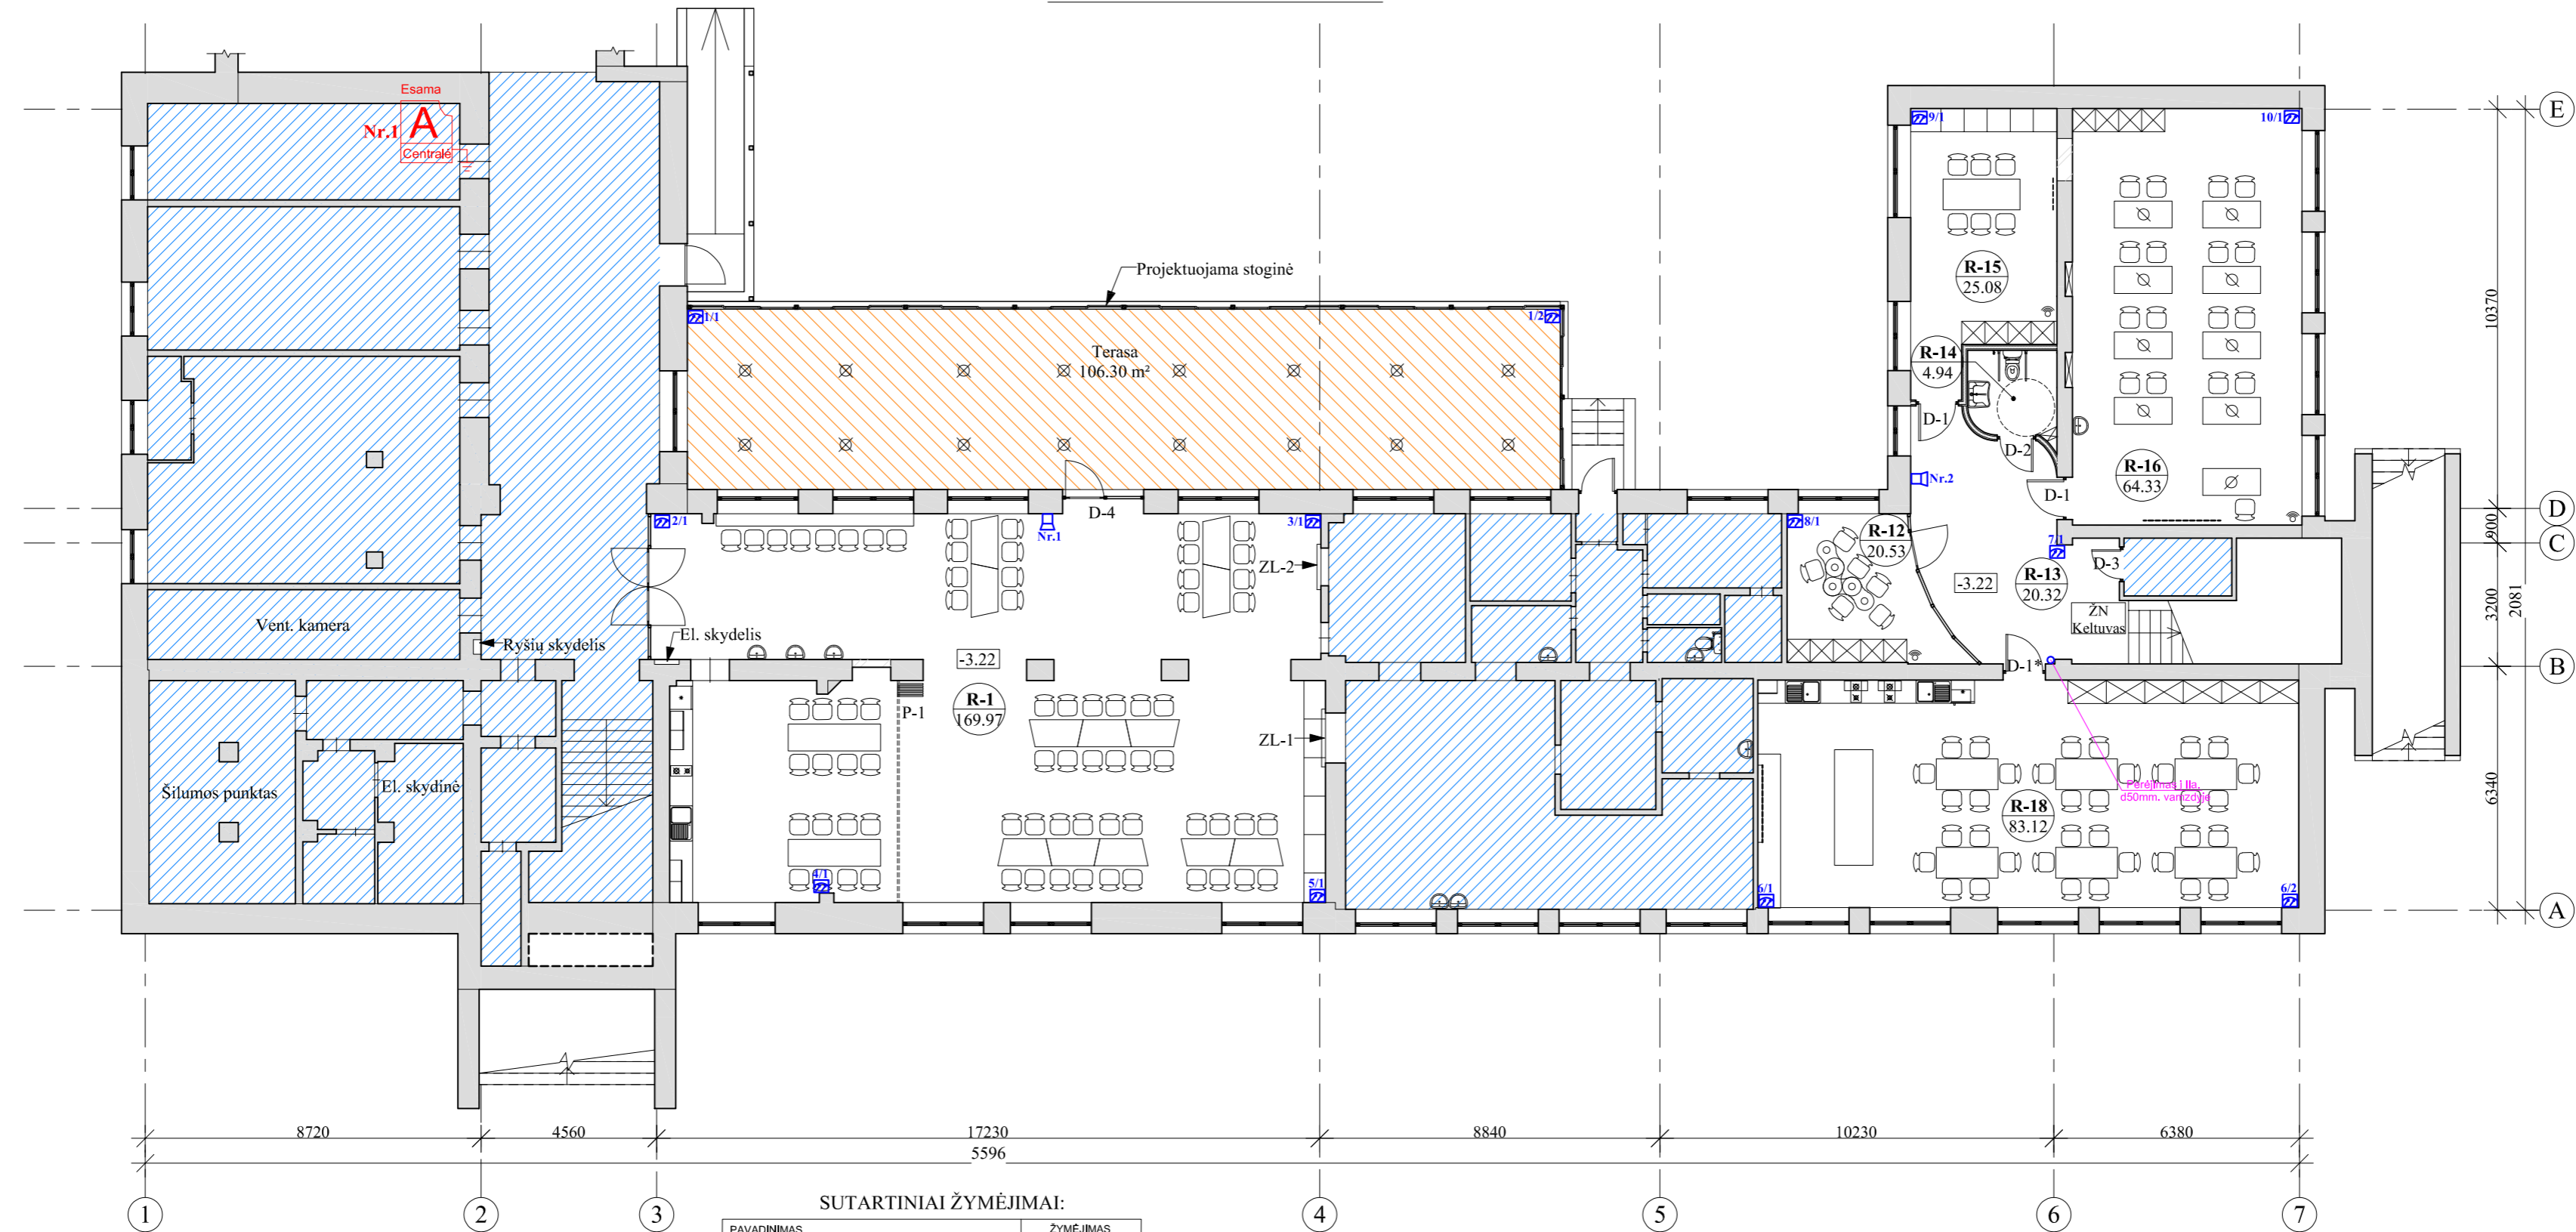 Esama
Nr.1
A
Centralė
E
9/1
10/1
Projektuojama stoginė
R-15
25.08
1/1
1/2
Terasa
106.30 m²
R-14
4.94
D-1
D-2
10370
R-16
64.33
Nr.2
D-1
D-4
2/1
Nr.1
3/1
8/1
D
900
ZL-2
R-12
20.53
7/1
D-3
C
-3.22
R-13
20.32
3200
2081
Vent. kamera
Ryšių skydelis
El. skydelis
ŽN
Keltuvas
-3.22
D-1*
B
R-1
169.97
P-1
ZL-1
Šilumos punktas
El. skydinė
Perėjimas į IIa.
d50mm. vamzdyje
R-18
83.12
6340
4/1
5/1
6/1
6/2
A
8720
4560
17230
8840
10230
6380
5596
SUTARTINIAI ŽYMĖJIMAI:
1
2
3
4
5
6
7
PAVADINIMAS
ŽYMĖJIMAS